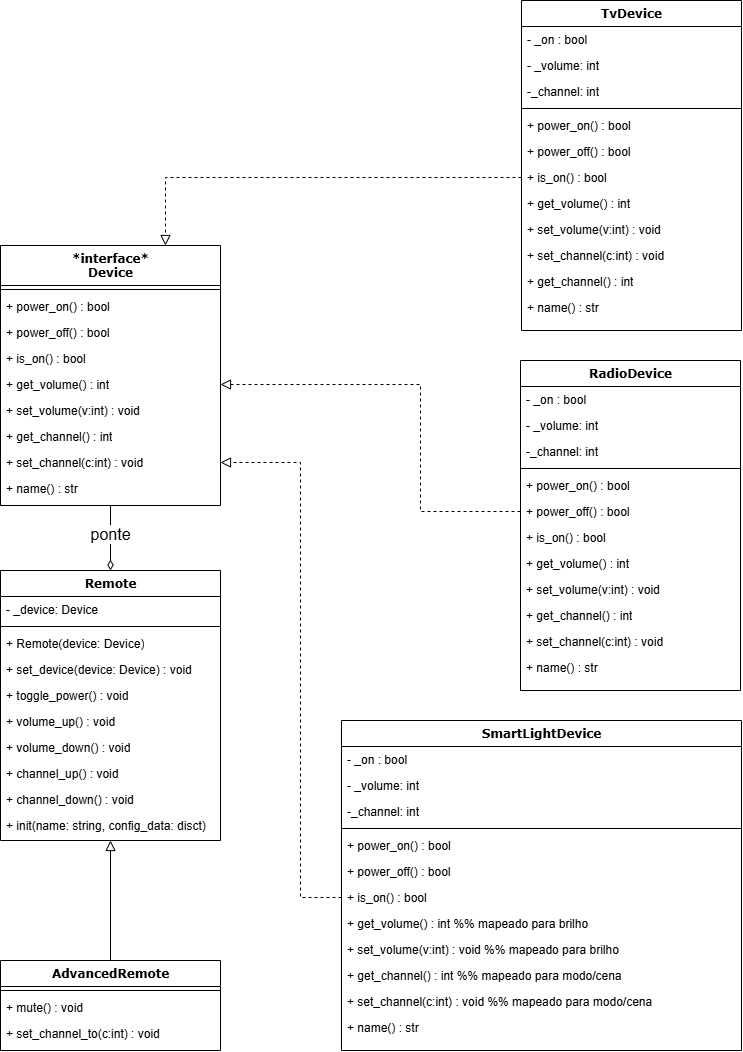 TvDevice
- _on : bool
- _volume: int
-_channel: int
+ power_on() : bool
+ power_off() : bool
+ is_on() : bool
+ get_volume() : int
+ set_volume(v:int) : void
+ set_channel(c:int) : void
+ get_channel() : int
+ name() : str
*interface*
Device
+ power_on() : bool
+ power_off() : bool
+ is_on() : bool
+ get_volume() : int
+ set_volume(v:int) : void
+ get_channel() : int
+ set_channel(c:int) : void
+ name() : str
ponte
RadioDevice
- _on : bool
- _volume: int
-_channel: int
+ power_on() : bool
+ power_off() : bool
+ is_on() : bool
+ get_volume() : int
+ set_volume(v:int) : void
+ get_channel() : int
+ set_channel(c:int) : void
+ name() : str
Remote
- _device: Device
+ Remote(device: Device)
+ set_device(device: Device) : void
+ toggle_power() : void
+ volume_up() : void
+ volume_down() : void
+ channel_up() : void
+ channel_down() : void
+ init(name: string, config_data: disct)
SmartLightDevice
- _on : bool
- _volume: int
-_channel: int
+ power_on() : bool
+ power_off() : bool
+ is_on() : bool
+ get_volume() : int %% mapeado para brilho
+ set_volume(v:int) : void %% mapeado para brilho
+ get_channel() : int %% mapeado para modo/cena
+ set_channel(c:int) : void %% mapeado para modo/cena
+ name() : str
AdvancedRemote
+ mute() : void
+ set_channel_to(c:int) : void